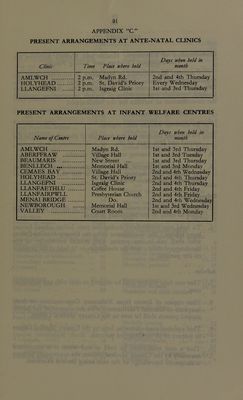 81
APPENDIX "C."
PRESENT ARRANGEMENTS AT ANTE-NATAL CLINICS
Clinic Time Place where held Days when held in month
AMLWCH 2 p.m. Madyn Rd. 2nd and 4th Thursday
HOLYHEAD 2 p.m. St. David's Priory Every Wednesday
LLANGEFNI 2 p.m. Isgraig Clinic 1st and 3rd Thursday
PRESENT ARRANGEMENTS AT INFANT WELFARE CENTRES
Name of Centre Place where held Days when held in month
AMLWCH Madyn Rd. 1st and 3rd Thursday
ABERFFRAW Village Hall 1st and 3rd Tuesday
BEAUMARIS New Street 1st and 3rd Thursday
BENLLECH Memorial Hall 1st and 3rd Monday
CEMAES BAY Village Hall 2nd and 4th Wednesday
HOLYHEAD St. David's Priory 2nd and 4th Thursday
LLANGEFNI Isgraig Clinic 2nd and 4th Thursday
LLANFAETHLU Coffee House 2nd and 4th Friday
LLANFAIRPWLL Presbyterian Church 2nd and 4th Friday
MENAI BRIDGE Do. 2nd and 4th Wednesday
NEWBOROUGH Memorial Hall 1st and 3rd Wednesday
VALLEY Court Room 2nd and 4th Monday